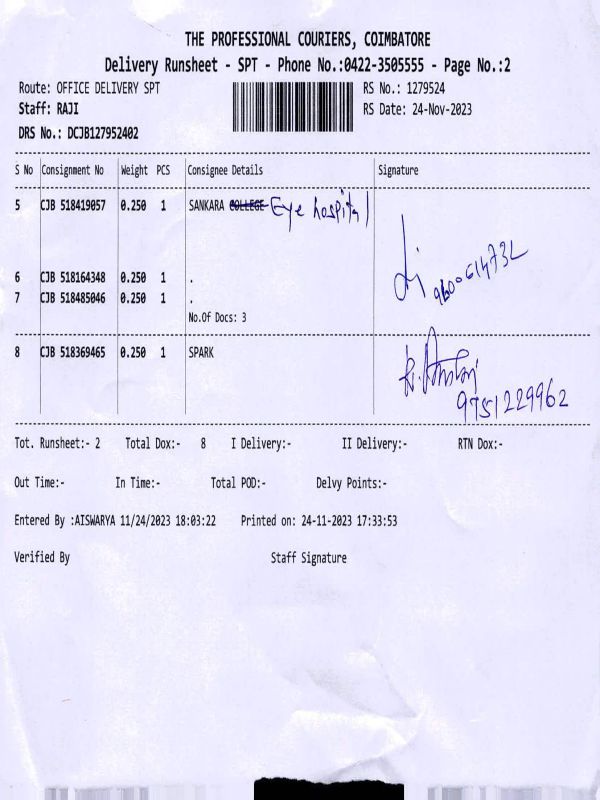 THE PROFESSIONAL COURIERS, COIMBATORE
Delivery Runsheet - SPT - Phone No.:0422-3505555 - Page No.:2
Route: OFFICE DELIVERY SPT RS No.: 1279524
Staff: RAJI RS Date: 24-Nov-2023
DRS No.: DCJB127952402
S No Consignment No Weight PCS Consignee Details Signature
5 CJB 518419057 0.250 1 SANKARA COLLEGE Eye hospital
6 CJB 518164348 0.250 1 .
7 CJB 518485046 0.250 1 .
No.Of Docs: 3
8 CJB 518369465 0.250 1 SPARK
9751229962
Tot. Runsheet:- 2 Total Dox:- 8 I Delivery:- II Delivery:- RTN Dox:-
Out Time:- In Time:- Total POD:- Delvy Points:-
Entered By :AISWARYA 11/24/2023 18:03:22 Printed on: 24-11-2023 17:33:53
Verified By Staff Signature